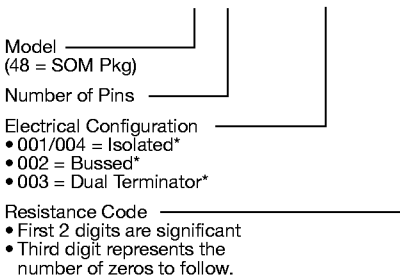 Model
(48 = SOM Pkg)
Number of Pins
Electrical Configuration
• 001/004 = Isolated*
• 002 = Bussed*
• 003 = Dual Terminator*
Resistance Code
• First 2 digits are significant
• Third digit represents the
number of zeros to follow.